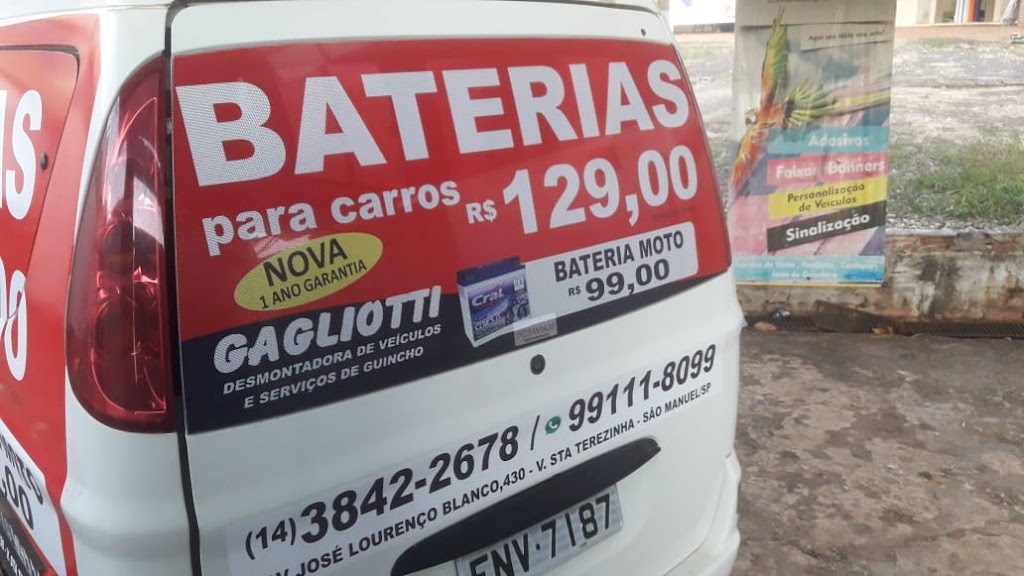 BATERIAS
para carros R$ 129,00
NOVA
1 ANO GARANTIA
BATERIA MOTO
R$ 99,00
Cral
GAGLIOTTI
DESMONTADORA DE VEÍCULOS
E SERVIÇOS DE GUINCHO
(14) 3842-2678 / 99111-8099
JOSÉ LOURENÇO BLANCO, 430 - V. STA TEREZINHA - SÃO MANUEL/SP
ENV-7187
Adesivos
Faixas Banners
Personalização
de Veículos
Sinalização